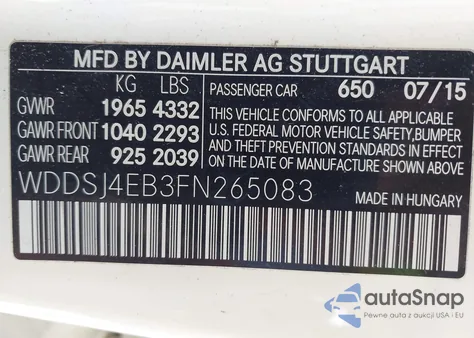 MFD BY DAIMLER AG STUTTGART
KG LBS
GVWR 1965 4332
GAWR FRONT 1040 2293
GAWR REAR 925 2039
PASSENGER CAR 650 07/15
THIS VEHICLE CONFORMS TO ALL APPLICABLE
U.S. FEDERAL MOTOR VEHICLE SAFETY,BUMPER
AND THEFT PREVENTION STANDARDS IN EFFECT
ON THE DATE OF MANUFACTURE SHOWN ABOVE.
WDDSJ4EB3FN265083
MADE IN HUNGARY
autoSnap
Pewne auta z USA i EU